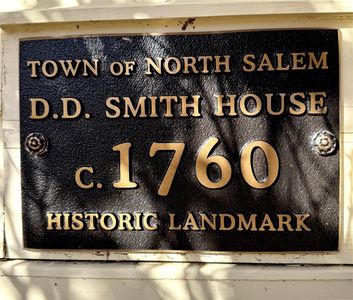 TOWN OF NORTH SALEM
D.D. SMITH HOUSE
C. 1760
HISTORIC LANDMARK